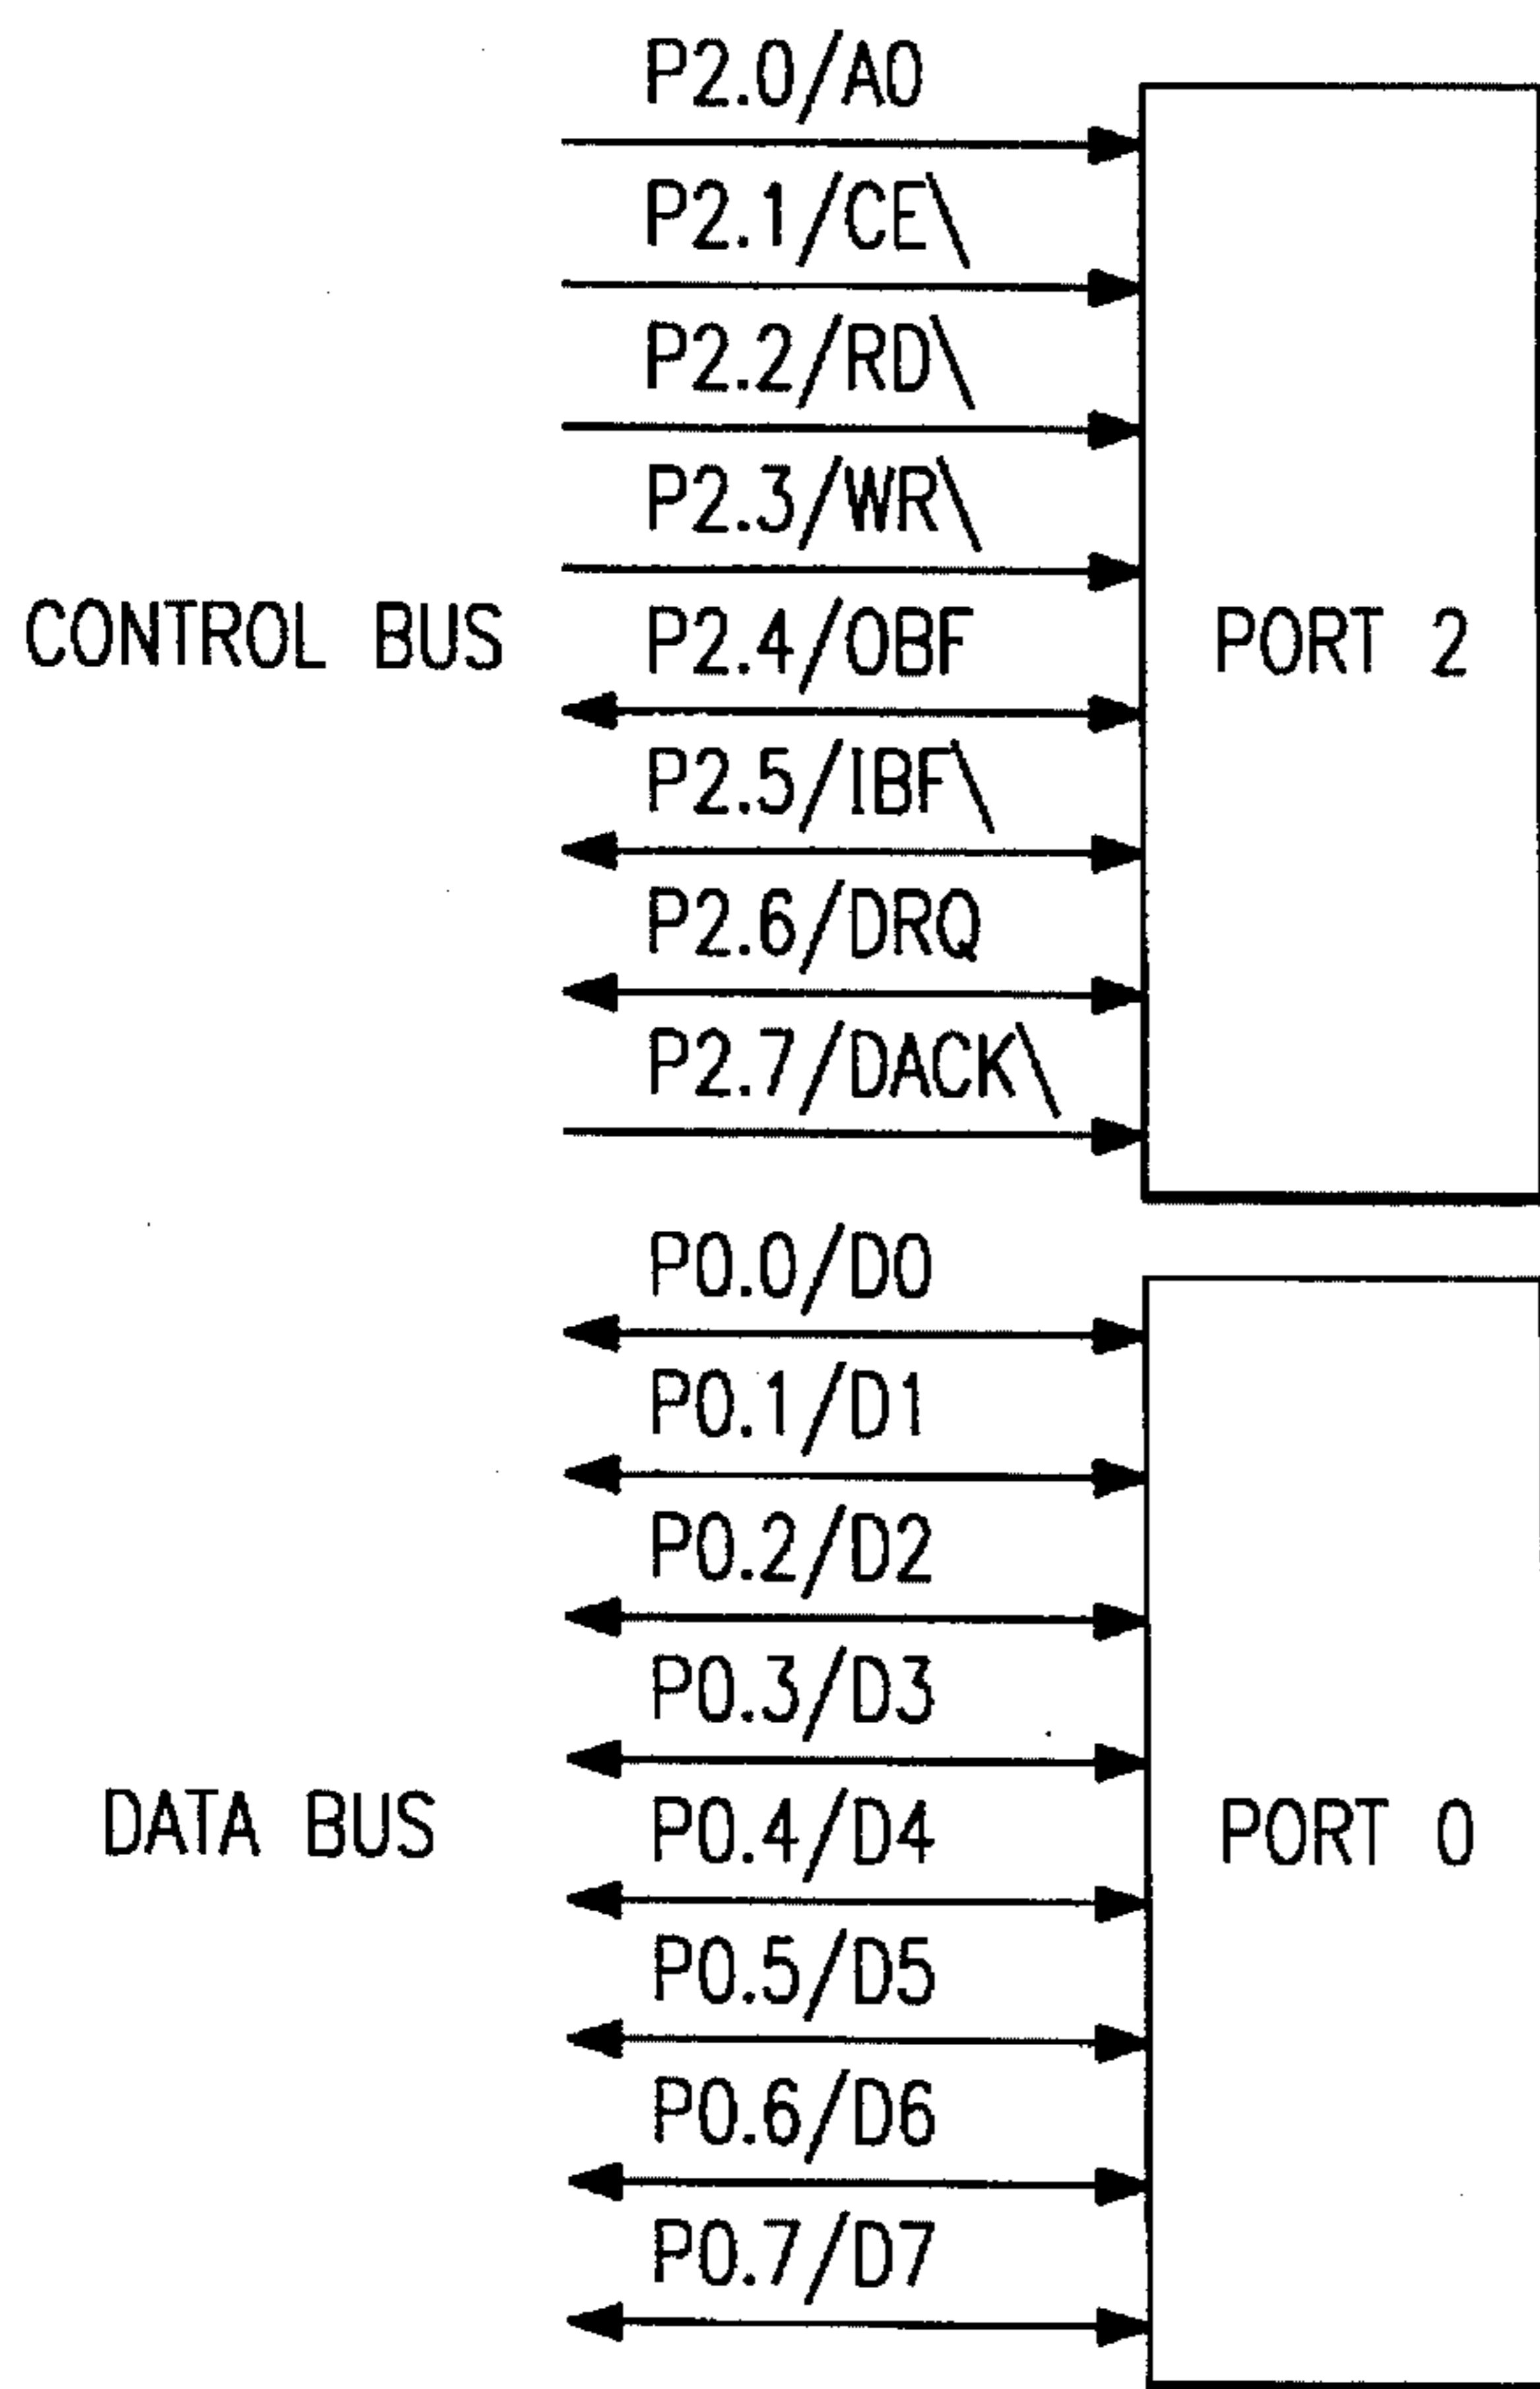 P2.0/A0
P2.1/CE\
P2.2/RD\
P2.3/WR\
CONTROL BUS
P2.4/OBF
PORT 2
P2.5/IBF\
P2.6/DRQ
P2.7/DACK\
P0.0/D0
P0.1/D1
P0.2/D2
P0.3/D3
DATA BUS
P0.4/D4
PORT 0
P0.5/D5
P0.6/D6
P0.7/D7